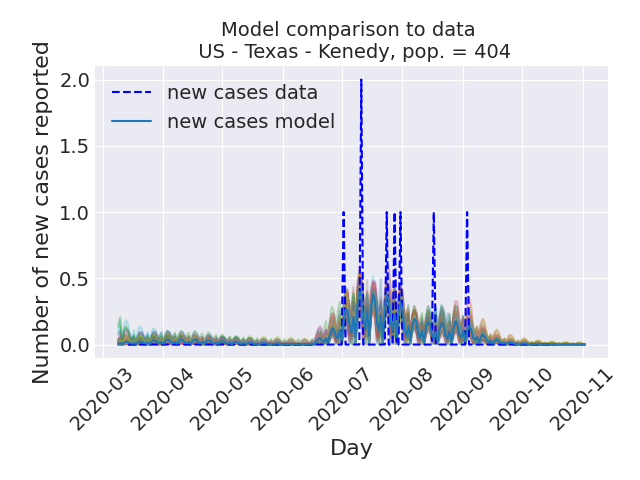 Model comparison to data
US - Texas - Kenedy, pop. = 404
Number of new cases reported
2.0
1.5
1.0
0.5
0.0
new cases data
new cases model
2020-03
2020-04
2020-05
2020-06
2020-07
2020-08
2020-09
2020-10
2020-11
Day